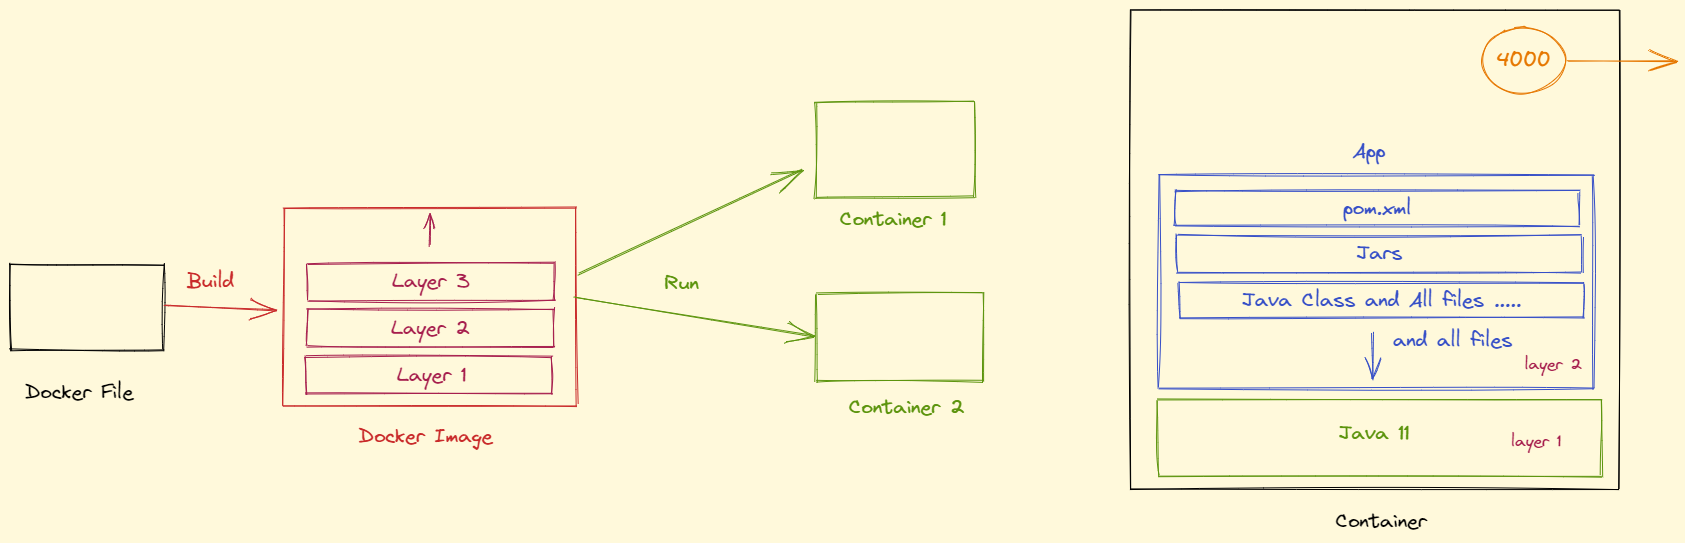 Docker File
Build
Layer 3
Layer 2
Layer 1
Docker Image
Run
Container 1
Container 2
4000
App
pom.xml
Jars
Java Class and All files .....
and all files
layer 2
Java 11
layer 1
Container